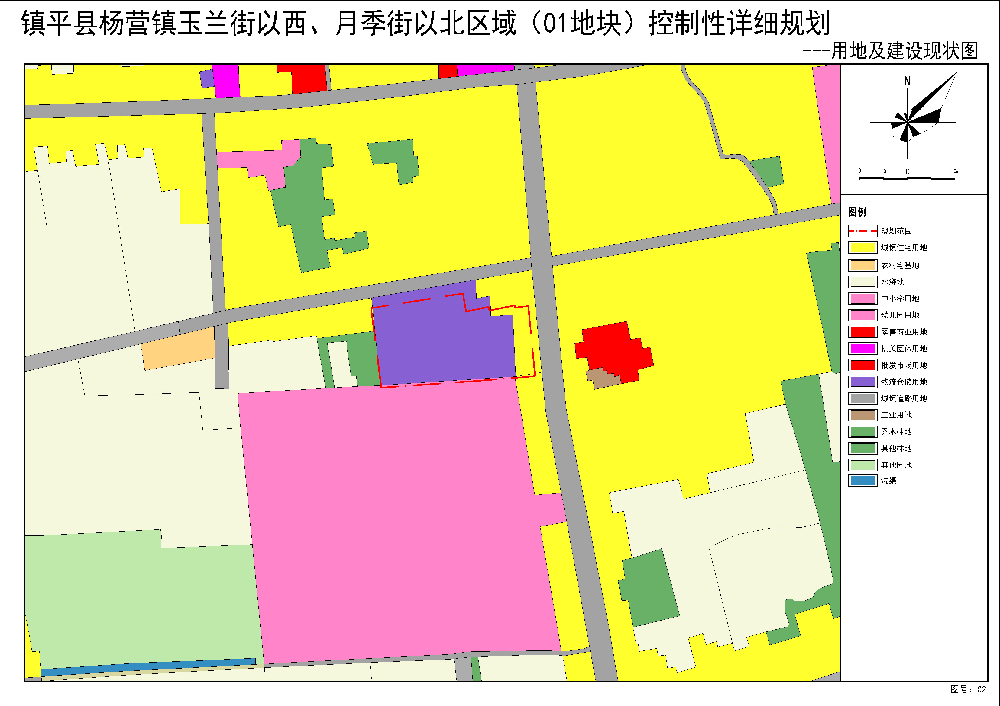 镇平县杨营镇玉兰街以西、月季街以北区域（01地块）控制性详细规划
---用地及建设现状图
N
0 20 40 80m
图例
规划范围
城镇住宅用地
农村宅基地
水浇地
中小学用地
幼儿园用地
零售商业用地
机关团体用地
批发市场用地
物流仓储用地
城镇道路用地
工业用地
乔木林地
其他林地
其他园地
沟渠
图号：02